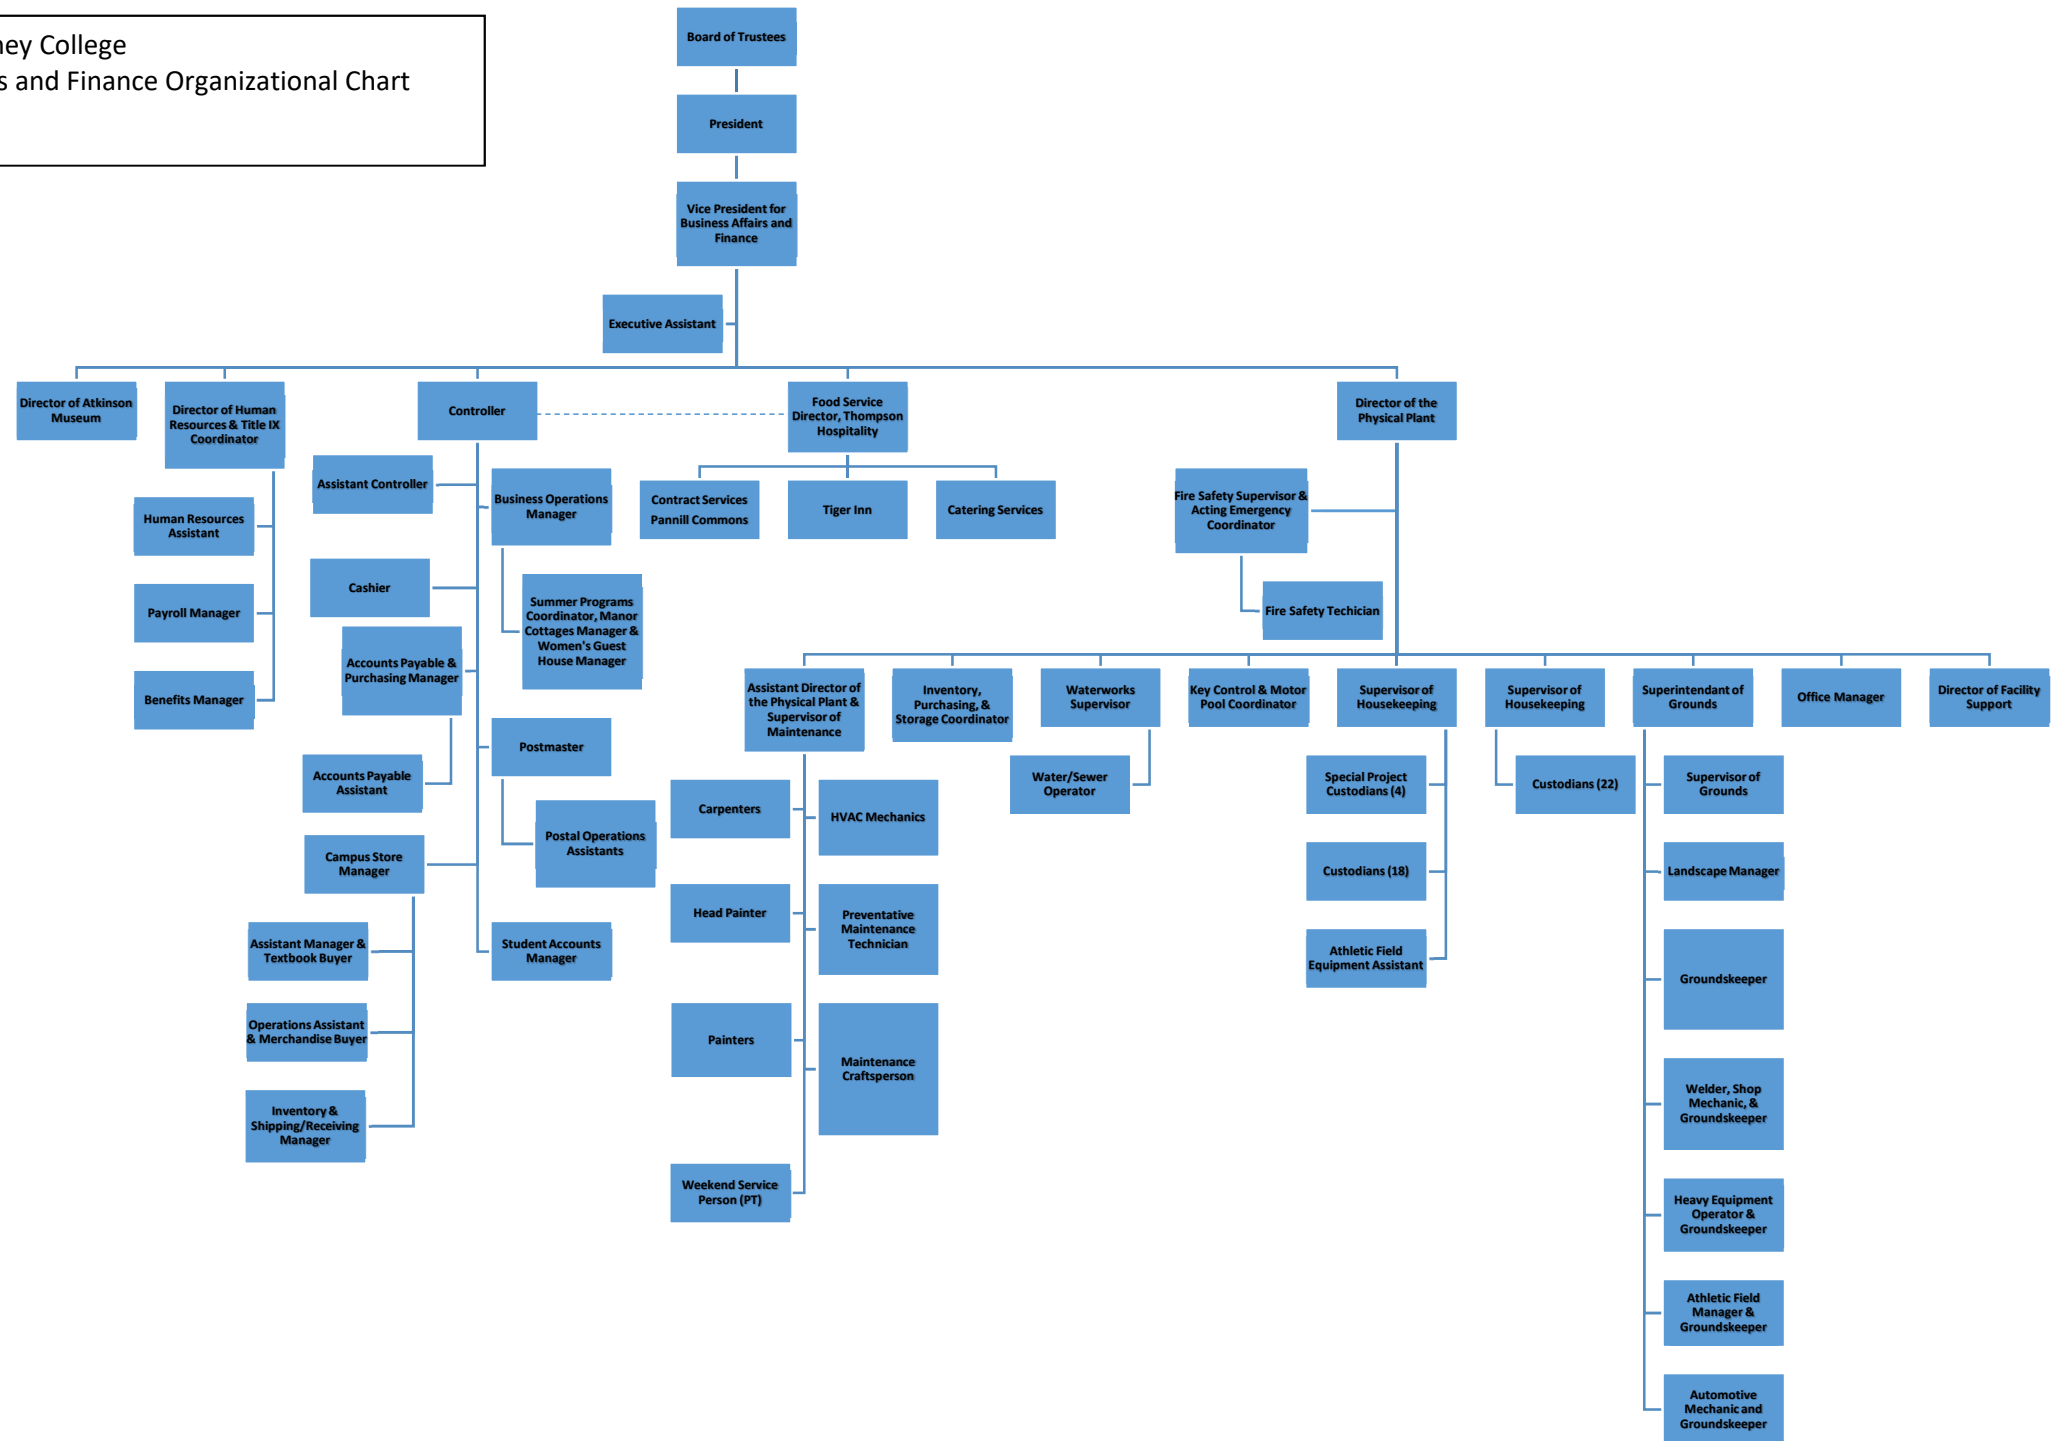 College
and Finance Organizational Chart
Board of Trustees
President
Vice President for
Business Affairs and
Finance
Executive Assistant
Director of Atkinson
Museum
Director of Human
Resources & Title IX
Coordinator
Controller
Food Service
Director, Thompson
Hospitality
Director of the
Physical Plant
Human Resources
Assistant
Payroll Manager
Benefits Manager
Assistant Controller
Business Operations
Manager
Cashier
Summer Programs
Coordinator, Manor
Cottages Manager &
Women's Guest
House Manager
Accounts Payable &
Purchasing Manager
Accounts Payable
Assistant
Postmaster
Postal Operations
Assistants
Campus Store
Manager
Assistant Manager &
Textbook Buyer
Operations Assistant
& Merchandise Buyer
Inventory &
Shipping/Receiving
Manager
Student Accounts
Manager
Contract Services
Pannill Commons
Tiger Inn
Catering Services
Fire Safety Supervisor &
Acting Emergency
Coordinator
Fire Safety Techician
Assistant Director of
the Physical Plant &
Supervisor of
Maintenance
Inventory,
Purchasing, &
Storage Coordinator
Waterworks
Supervisor
Key Control & Motor
Pool Coordinator
Supervisor of
Housekeeping
Supervisor of
Housekeeping
Superintendant of
Grounds
Office Manager
Director of Facility
Support
Carpenters
HVAC Mechanics
Head Painter
Preventative
Maintenance
Technician
Painters
Maintenance
Craftsperson
Weekend Service
Person (PT)
Water/Sewer
Operator
Special Project
Custodians (4)
Custodians (18)
Athletic Field
Equipment Assistant
Custodians (22)
Supervisor of
Grounds
Landscape Manager
Groundskeeper
Welder, Shop
Mechanic, &
Groundskeeper
Heavy Equipment
Operator &
Groundskeeper
Athletic Field
Manager &
Groundskeeper
Automotive
Mechanic and
Groundskeeper